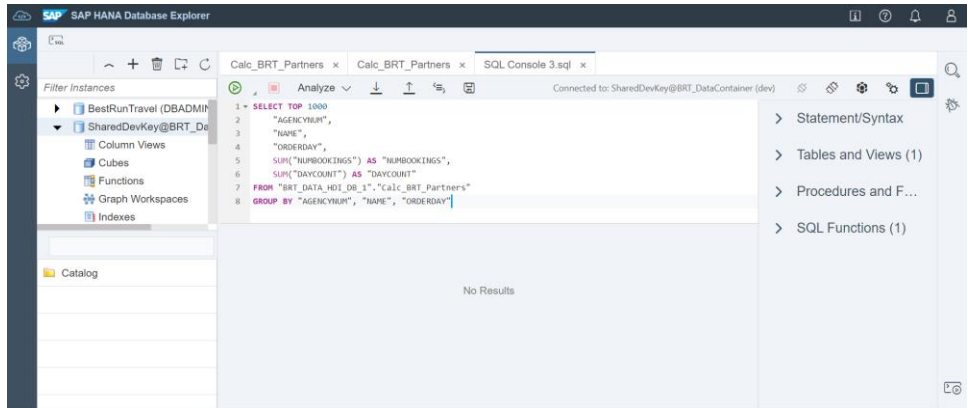 SAP SAP HANA Database Explorer
SQL
Calc_BRT_Partners × Calc_BRT_Partners × SQL Console 3.sql ×
Filter Instances
Analyze
Connected to: SharedDevKey@BRT_DataContainer (dev)
BestRunTravel (DBADMIN
SharedDevKey@BRT_Da
Column Views
Cubes
Functions
Graph Workspaces
Indexes
Catalog
1 SELECT TOP 1000
2 "AGENCYNUM",
3 "NAME",
4 "ORDERDAY",
5 SUM("NUMBOOKINGS") AS "NUMBOOKINGS",
6 SUM("DAYCOUNT") AS "DAYCOUNT"
7 FROM "BRT_DATA_HDI_DB_1"."Calc_BRT_Partners"
8 GROUP BY "AGENCYNUM", "NAME", "ORDERDAY"
No Results
Statement/Syntax
Tables and Views (1)
Procedures and F...
SQL Functions (1)